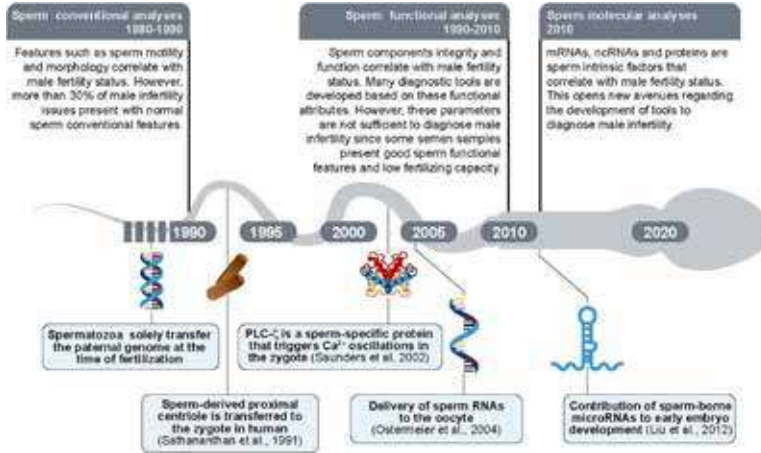 Sperm conventional analyses
1980-1990
Features such as sperm motility
and morphology correlate with
male fertility status. However,
more than 30% of male infertility
issues present with normal
sperm conventional features.
Sperm functional analyses
1990-2010
Sperm components integrity and
function correlate with male fertility
status. Many diagnostic tools are
developed based on these functional
attributes. However, these parameters
are not sufficient to diagnose male
infertility since some semen samples
present good sperm functional
features and low fertilizing capacity.
Sperm molecular analyses
2010
mRNAs, ncRNAs and proteins are
sperm intrinsic factors that
correlate with male fertility status.
This opens new avenues regarding
the development of tools to
diagnose male infertility.
1990
1995
2000
2005
2010
2020
Spermatozoa solely transfer
the paternal genome at the
time of fertilization
PLC-ζ is a sperm-specific protein
that triggers Ca²⁺ oscillations in
the zygote (Saunders et al, 2002)
Sperm-derived proximal
centriole is transferred to
the zygote in human
(Sathananthan et al., 1991)
Delivery of sperm RNAs
to the oocyte
(Ostermeier et al., 2004)
Contribution of sperm-borne
microRNAs to early embryo
development (Liu et al., 2012)